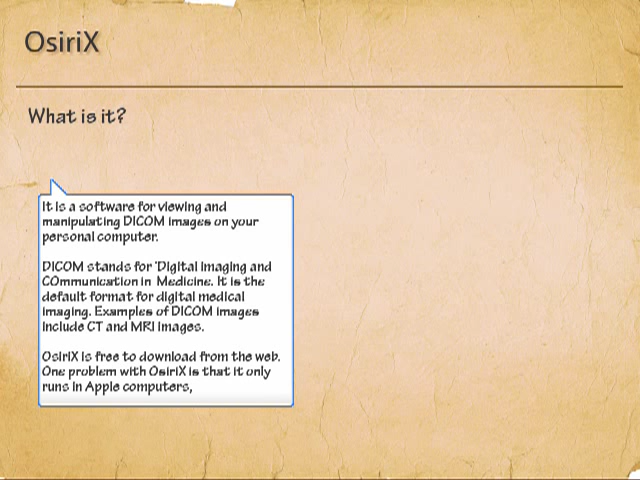 OsiriX
What is it?
It is a software for viewing and
manipulating DICOM images on your
personal computer.
DICOM stands for "Digital Imaging and
COmmunication in Medicine. It is the
default format for digital medical
imaging. Examples of DICOM images
include CT and MRI images.
OsiriX is free to download from the web.
One problem with OsiriX is that it only
runs in Apple computers,